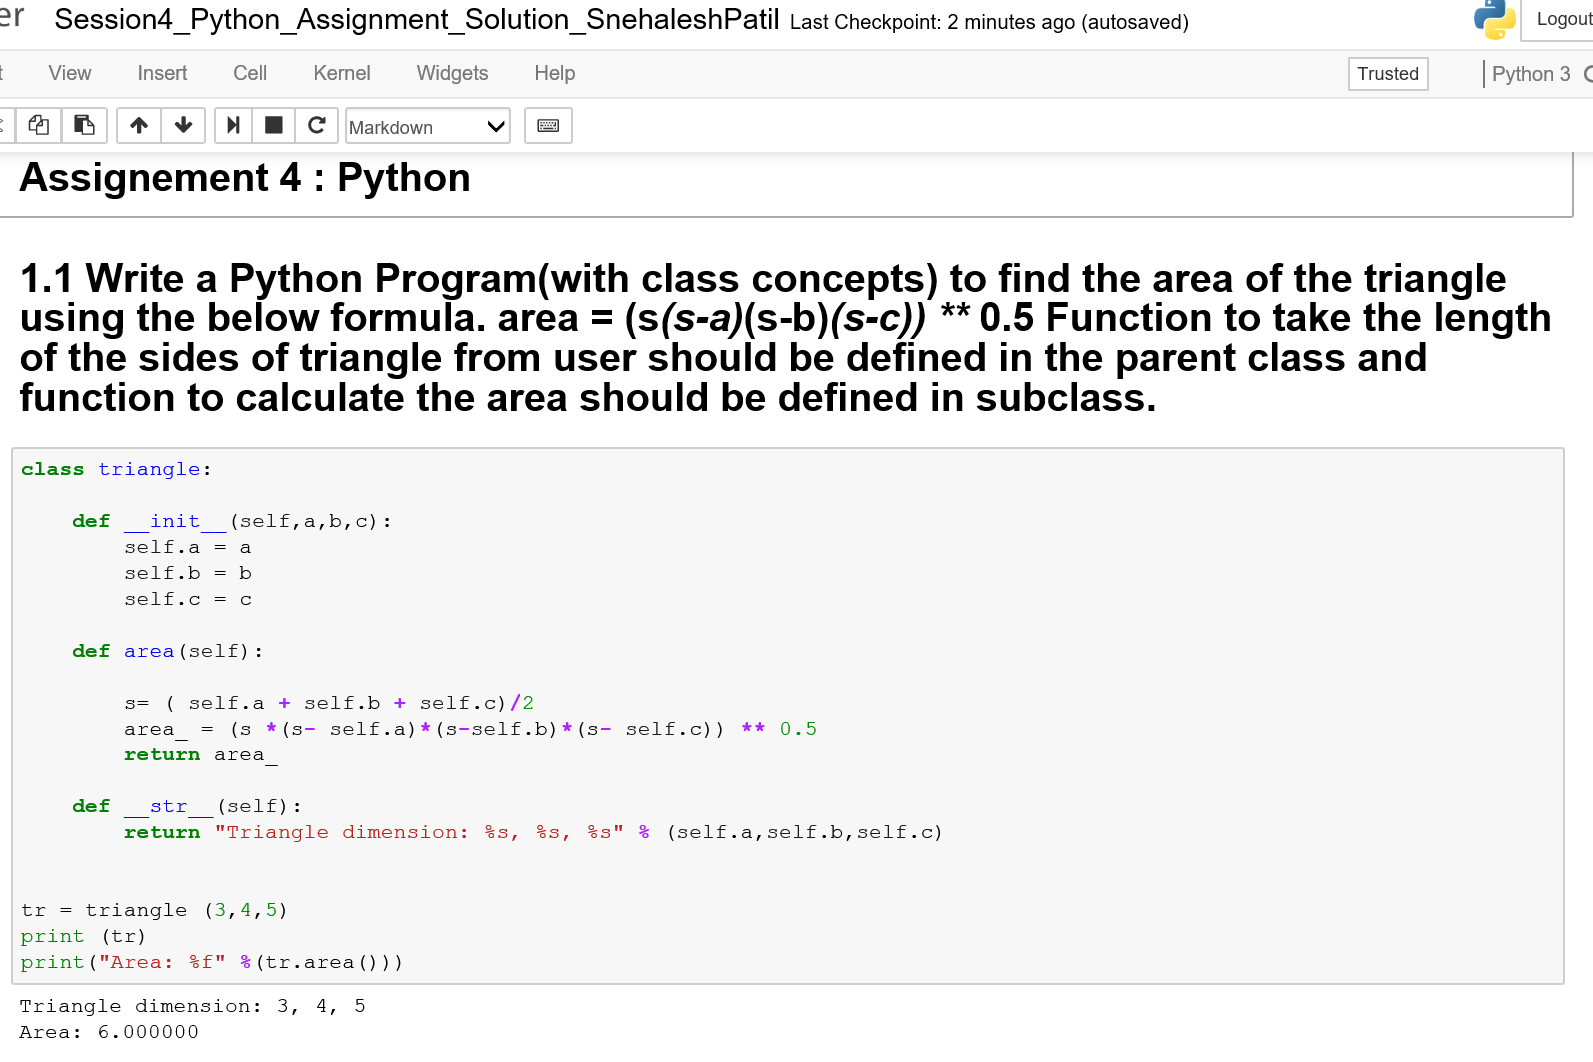 er Session4_Python_Assignment_Solution_SnehaleshPatil Last Checkpoint: 2 minutes ago (autosaved) Logout
t View Insert Cell Kernel Widgets Help Trusted Python 3
Markdown
Assignement 4 : Python
1.1 Write a Python Program(with class concepts) to find the area of the triangle
using the below formula. area = (s(s-a)(s-b)(s-c)) ** 0.5 Function to take the length
of the sides of triangle from user should be defined in the parent class and
function to calculate the area should be defined in subclass.
class triangle:
def __init__(self,a,b,c):
self.a = a
self.b = b
self.c = c
def area(self):
s= ( self.a + self.b + self.c)/2
area_ = (s *(s- self.a)*(s-self.b)*(s- self.c)) ** 0.5
return area_
def __str__(self):
return "Triangle dimension: %s, %s, %s" % (self.a,self.b,self.c)
tr = triangle (3,4,5)
print (tr)
print("Area: %f" %(tr.area()))
Triangle dimension: 3, 4, 5
Area: 6.000000